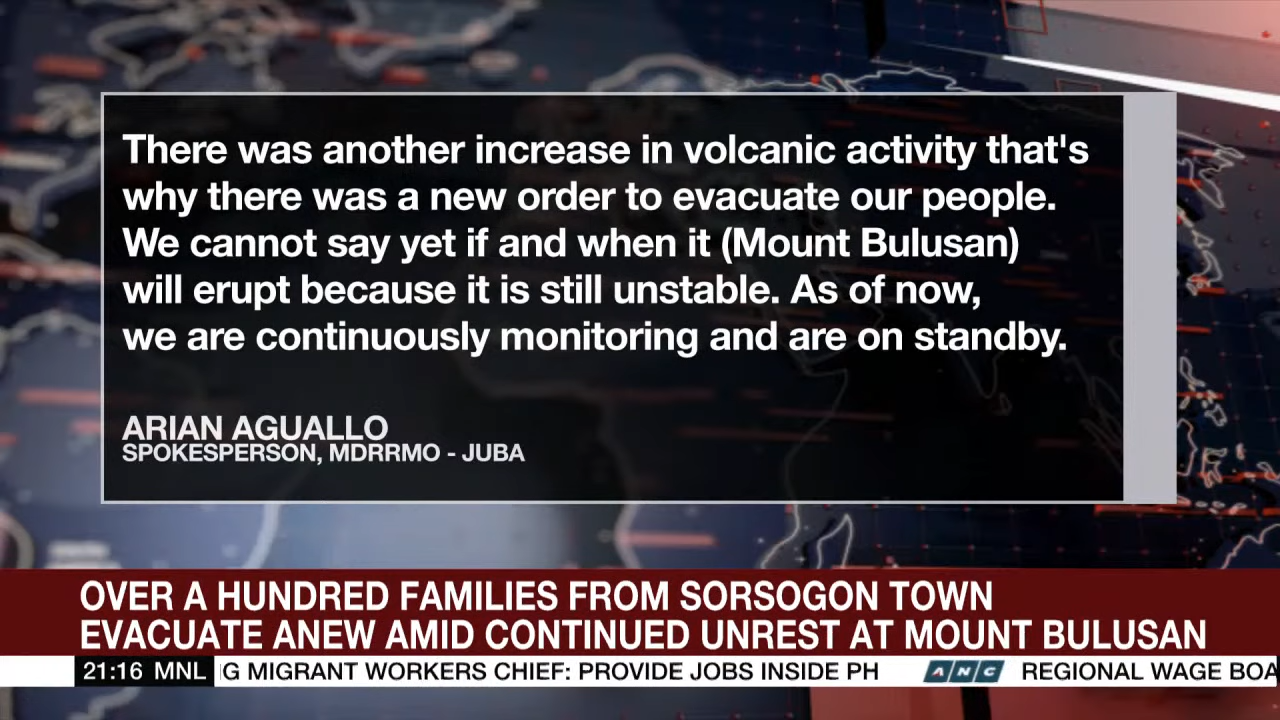 There was another increase in volcanic activity that's
why there was a new order to evacuate our people.
We cannot say yet if and when it (Mount Bulusan)
will erupt because it is still unstable. As of now,
we are continuously monitoring and are on standby.
ARIAN AGUALLO
SPOKESPERSON, MDRRMO - JUBA
OVER A HUNDRED FAMILIES FROM SORSOGON TOWN
EVACUATE ANEW AMID CONTINUED UNREST AT MOUNT BULUSAN
21:16 MNL G MIGRANT WORKERS CHIEF: PROVIDE JOBS INSIDE PH ANC REGIONAL WAGE BOA